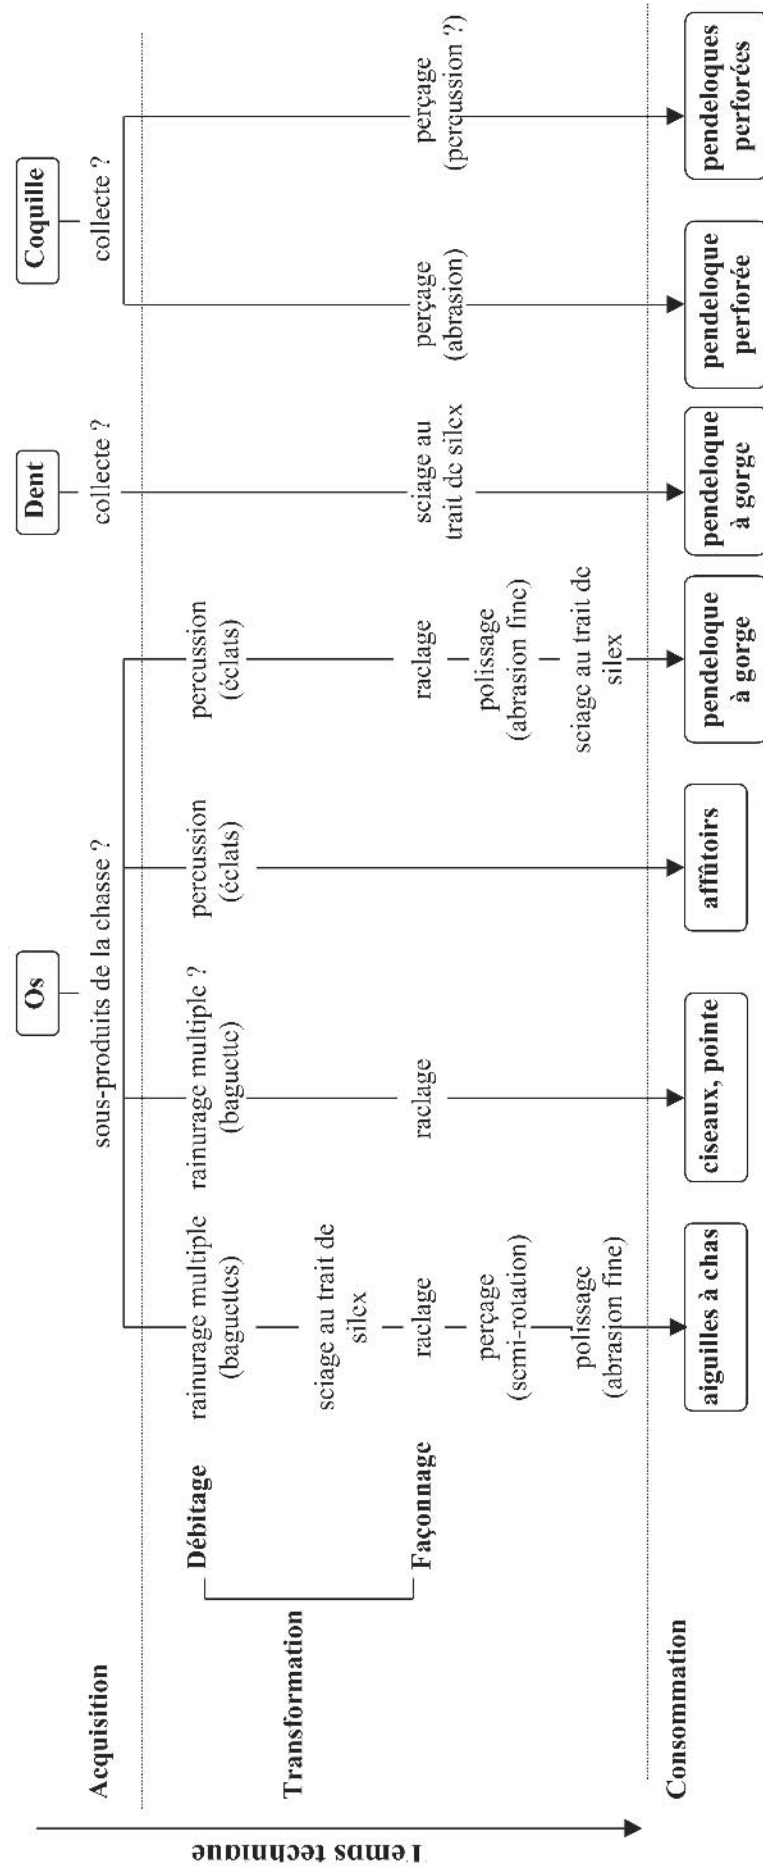 Os
Dent
Coquille
Acquisition
sous-produits de la chasse ?
collecte ?
collecte ?
Débitage
rainurage multiple
(baguettes)
rainurage multiple ?
(baguette)
percussion
(éclats)
percussion
(éclats)
Transformation
sciage au trait de
silex
Façonnage
raclage
raclage
raclage
sciage au
trait de silex
perçage
(abrasion)
perçage
(percussion ?)
perçage
(semi-rotation)
polissage
(abrasion fine)
polissage
(abrasion fine)
sciage au trait de
silex
Consommation
aiguilles à chas
ciseaux, pointe
affûtoirs
pendeloque
à gorge
pendeloque
à gorge
pendeloque
perforée
pendeloques
perforées
Temps technique